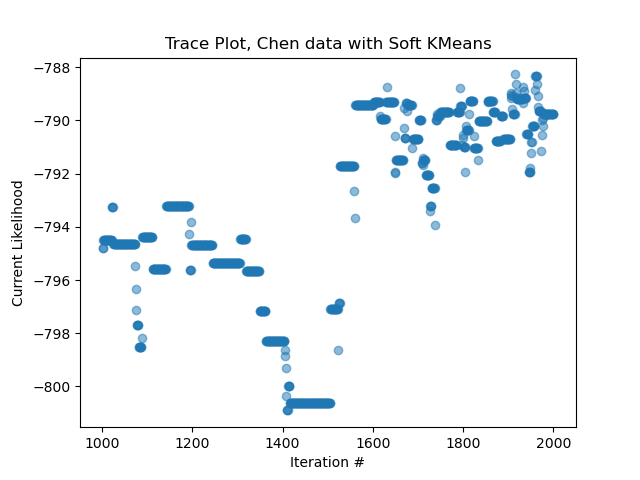 Trace Plot, Chen data with Soft KMeans
−788
−790
−792
−794
−796
−798
−800
Current Likelihood
1000 1200 1400 1600 1800 2000
Iteration #